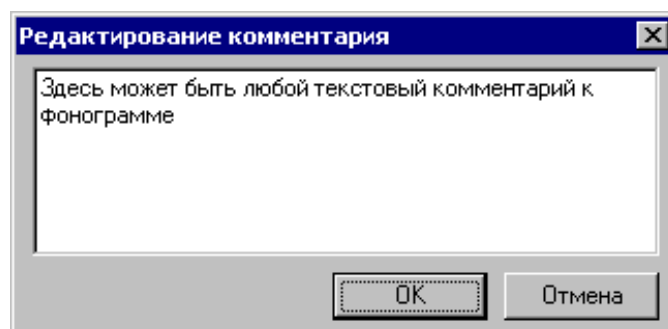 Редактирование комментария
Здесь может быть любой текстовый комментарий к
фонограмме
OK
Отмена